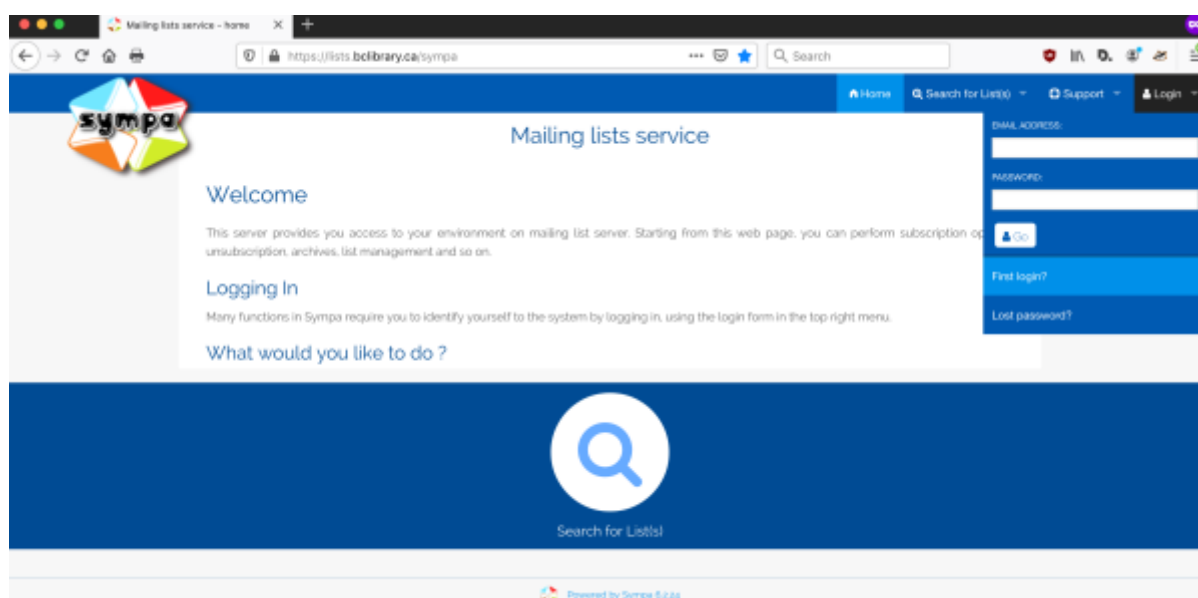 Mailing lists service - home
https://lists.bclibrary.ca/sympa
Search
Home
Search for List(s)
Support
Login
sympa
EMAIL ADDRESS:
PASSWORD:
Go
First login?
Lost password?
Mailing lists service
Welcome
This server provides you access to your environment on mailing list server. Starting from this web page, you can perform subscription op
unsubscription, archives, list management and so on.
Logging In
Many functions in Sympa require you to identify yourself to the system by logging in, using the login form in the top right menu.
What would you like to do ?
Search for List(s)
Powered by Sympa